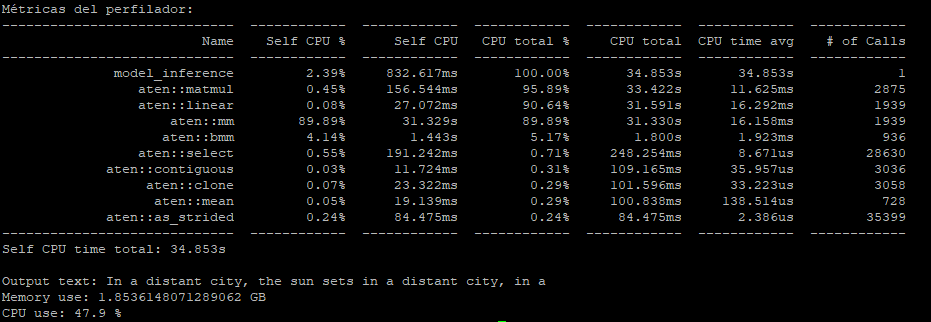 Métricas del perfilador:
-------------------------  ------------  ------------  ------------  ------------  ------------  ------------
Name    Self CPU %      Self CPU   CPU total %     CPU total  CPU time avg    # of Calls
-------------------------  ------------  ------------  ------------  ------------  ------------  ------------
model_inference         2.39%     832.617ms       100.00%       34.853s       34.853s             1
aten::matmul         0.45%     156.544ms        95.89%       33.422s      11.625ms          2875
aten::linear         0.08%      27.072ms        90.64%       31.591s      16.292ms          1939
aten::mm        89.89%       31.329s        89.89%       31.330s      16.158ms          1939
aten::bmm         4.14%        1.443s         5.17%        1.800s       1.923ms           936
aten::select         0.55%     191.242ms         0.71%     248.254ms       8.671us         28630
aten::contiguous         0.03%      11.724ms         0.31%     109.165ms      35.957us          3036
aten::clone         0.07%      23.322ms         0.29%     101.596ms      33.223us          3058
aten::mean         0.05%      19.139ms         0.29%     100.838ms     138.514us           728
aten::as_strided         0.24%      84.475ms         0.24%      84.475ms       2.386us         35399
-------------------------  ------------  ------------  ------------  ------------  ------------  ------------
Self CPU time total: 34.853s
Output text: In a distant city, the sun sets in a distant city, in a
Memory use: 1.8536148071289062 GB
CPU use: 47.9 %